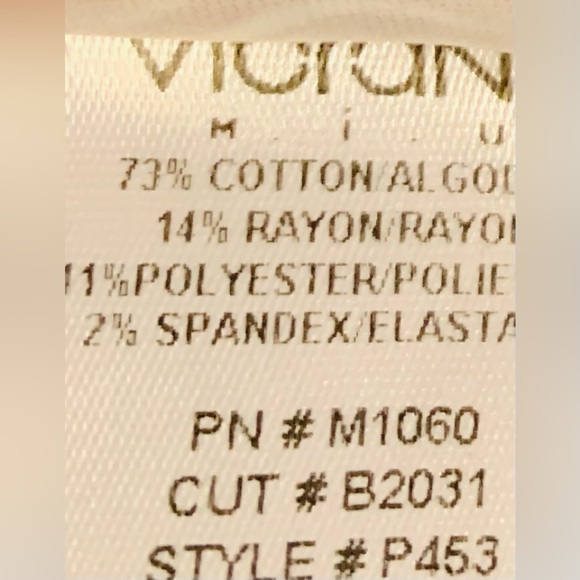 M i U
73% COTTON/ALGOD
14% RAYON/RAYO
11%POLYESTER/POLIE
2% SPANDEX/ELASTA
PN # M1060
CUT # B2031
STYLE # P453